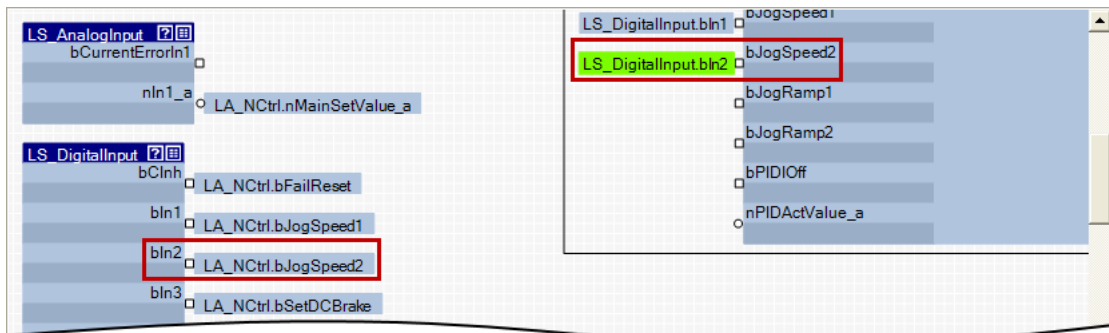 LS_AnalogInput
bCurrentErrorIn1
nIn1_a
LA_NCtrl.nMainSetValue_a
LS_DigitalInput
bCInh
LA_NCtrl.bFailReset
bIn1
LA_NCtrl.bJogSpeed1
bIn2
LA_NCtrl.bJogSpeed2
bIn3
LA_NCtrl.bSetDCBrake
LS_DigitalInput.bIn1
bJogSpeed1
LS_DigitalInput.bIn2
bJogSpeed2
bJogRamp1
bJogRamp2
bPIDIOff
nPIDActValue_a